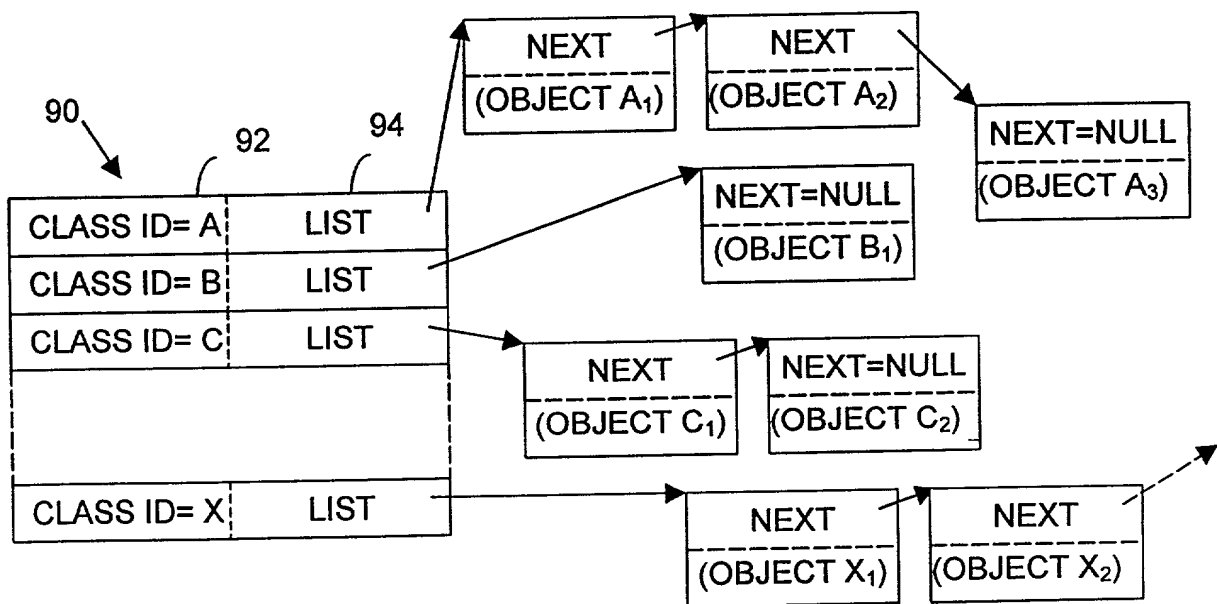 NEXT
(OBJECT A₁)
NEXT
(OBJECT A₂)
NEXT=NULL
(OBJECT A₃)
90
92
94
CLASS ID= A
LIST
NEXT=NULL
(OBJECT B₁)
CLASS ID= B
LIST
CLASS ID= C
LIST
NEXT
(OBJECT C₁)
NEXT=NULL
(OBJECT C₂)
CLASS ID= X
LIST
NEXT
(OBJECT X₁)
NEXT
(OBJECT X₂)